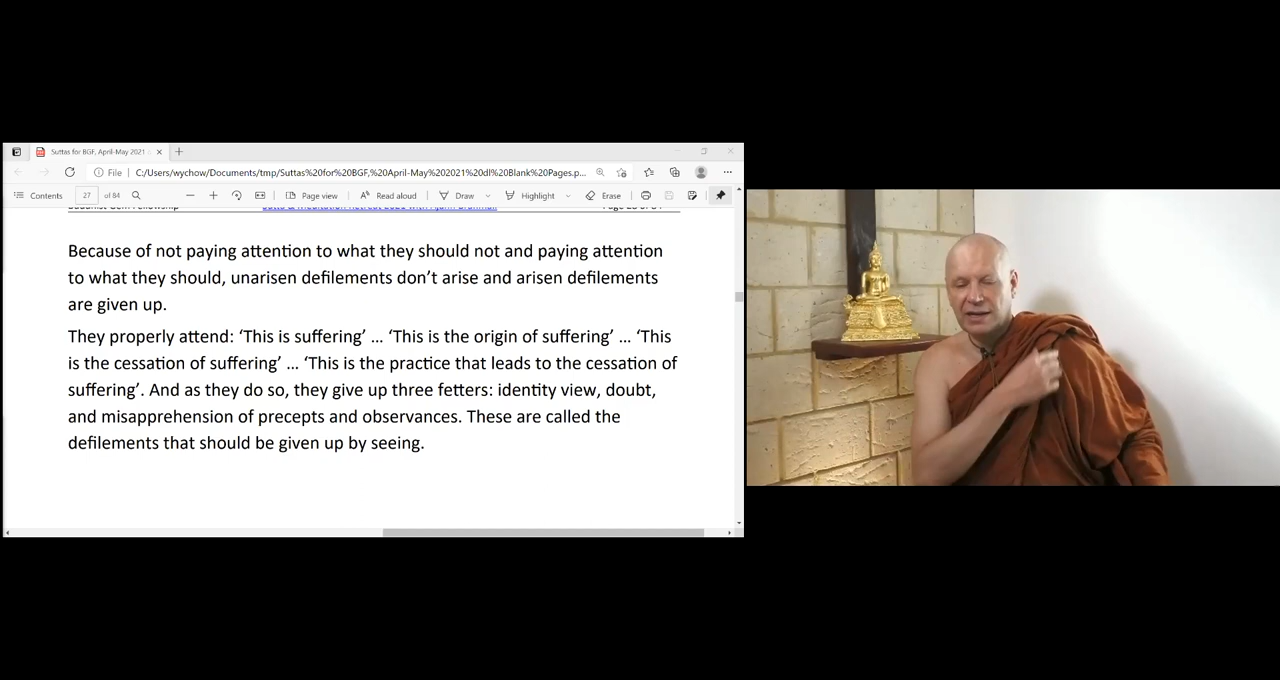 Suttas for BGF, April-May 2021
File
C:/Users/wychow/Documents/tmp/Suttas%20for%20BGF,%20April-May%202021%20dl%20Blank%20Pages.p...
Contents 27 of 84 Page view Read aloud Draw Highlight Erase
Because of not paying attention to what they should not and paying attention
to what they should, unarisen defilements don’t arise and arisen defilements
are given up.
They properly attend: ‘This is suffering’ ... ‘This is the origin of suffering’ ... ‘This
is the cessation of suffering’ ... ‘This is the practice that leads to the cessation of
suffering’. And as they do so, they give up three fetters: identity view, doubt,
and misapprehension of precepts and observances. These are called the
defilements that should be given up by seeing.